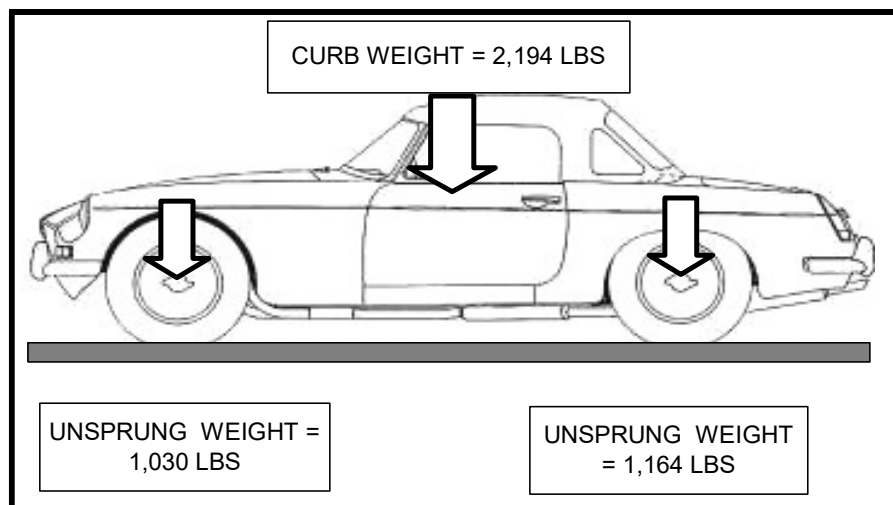 CURB WEIGHT = 2,194 LBS
UNSPRUNG WEIGHT =
1,030 LBS
UNSPRUNG WEIGHT
= 1,164 LBS